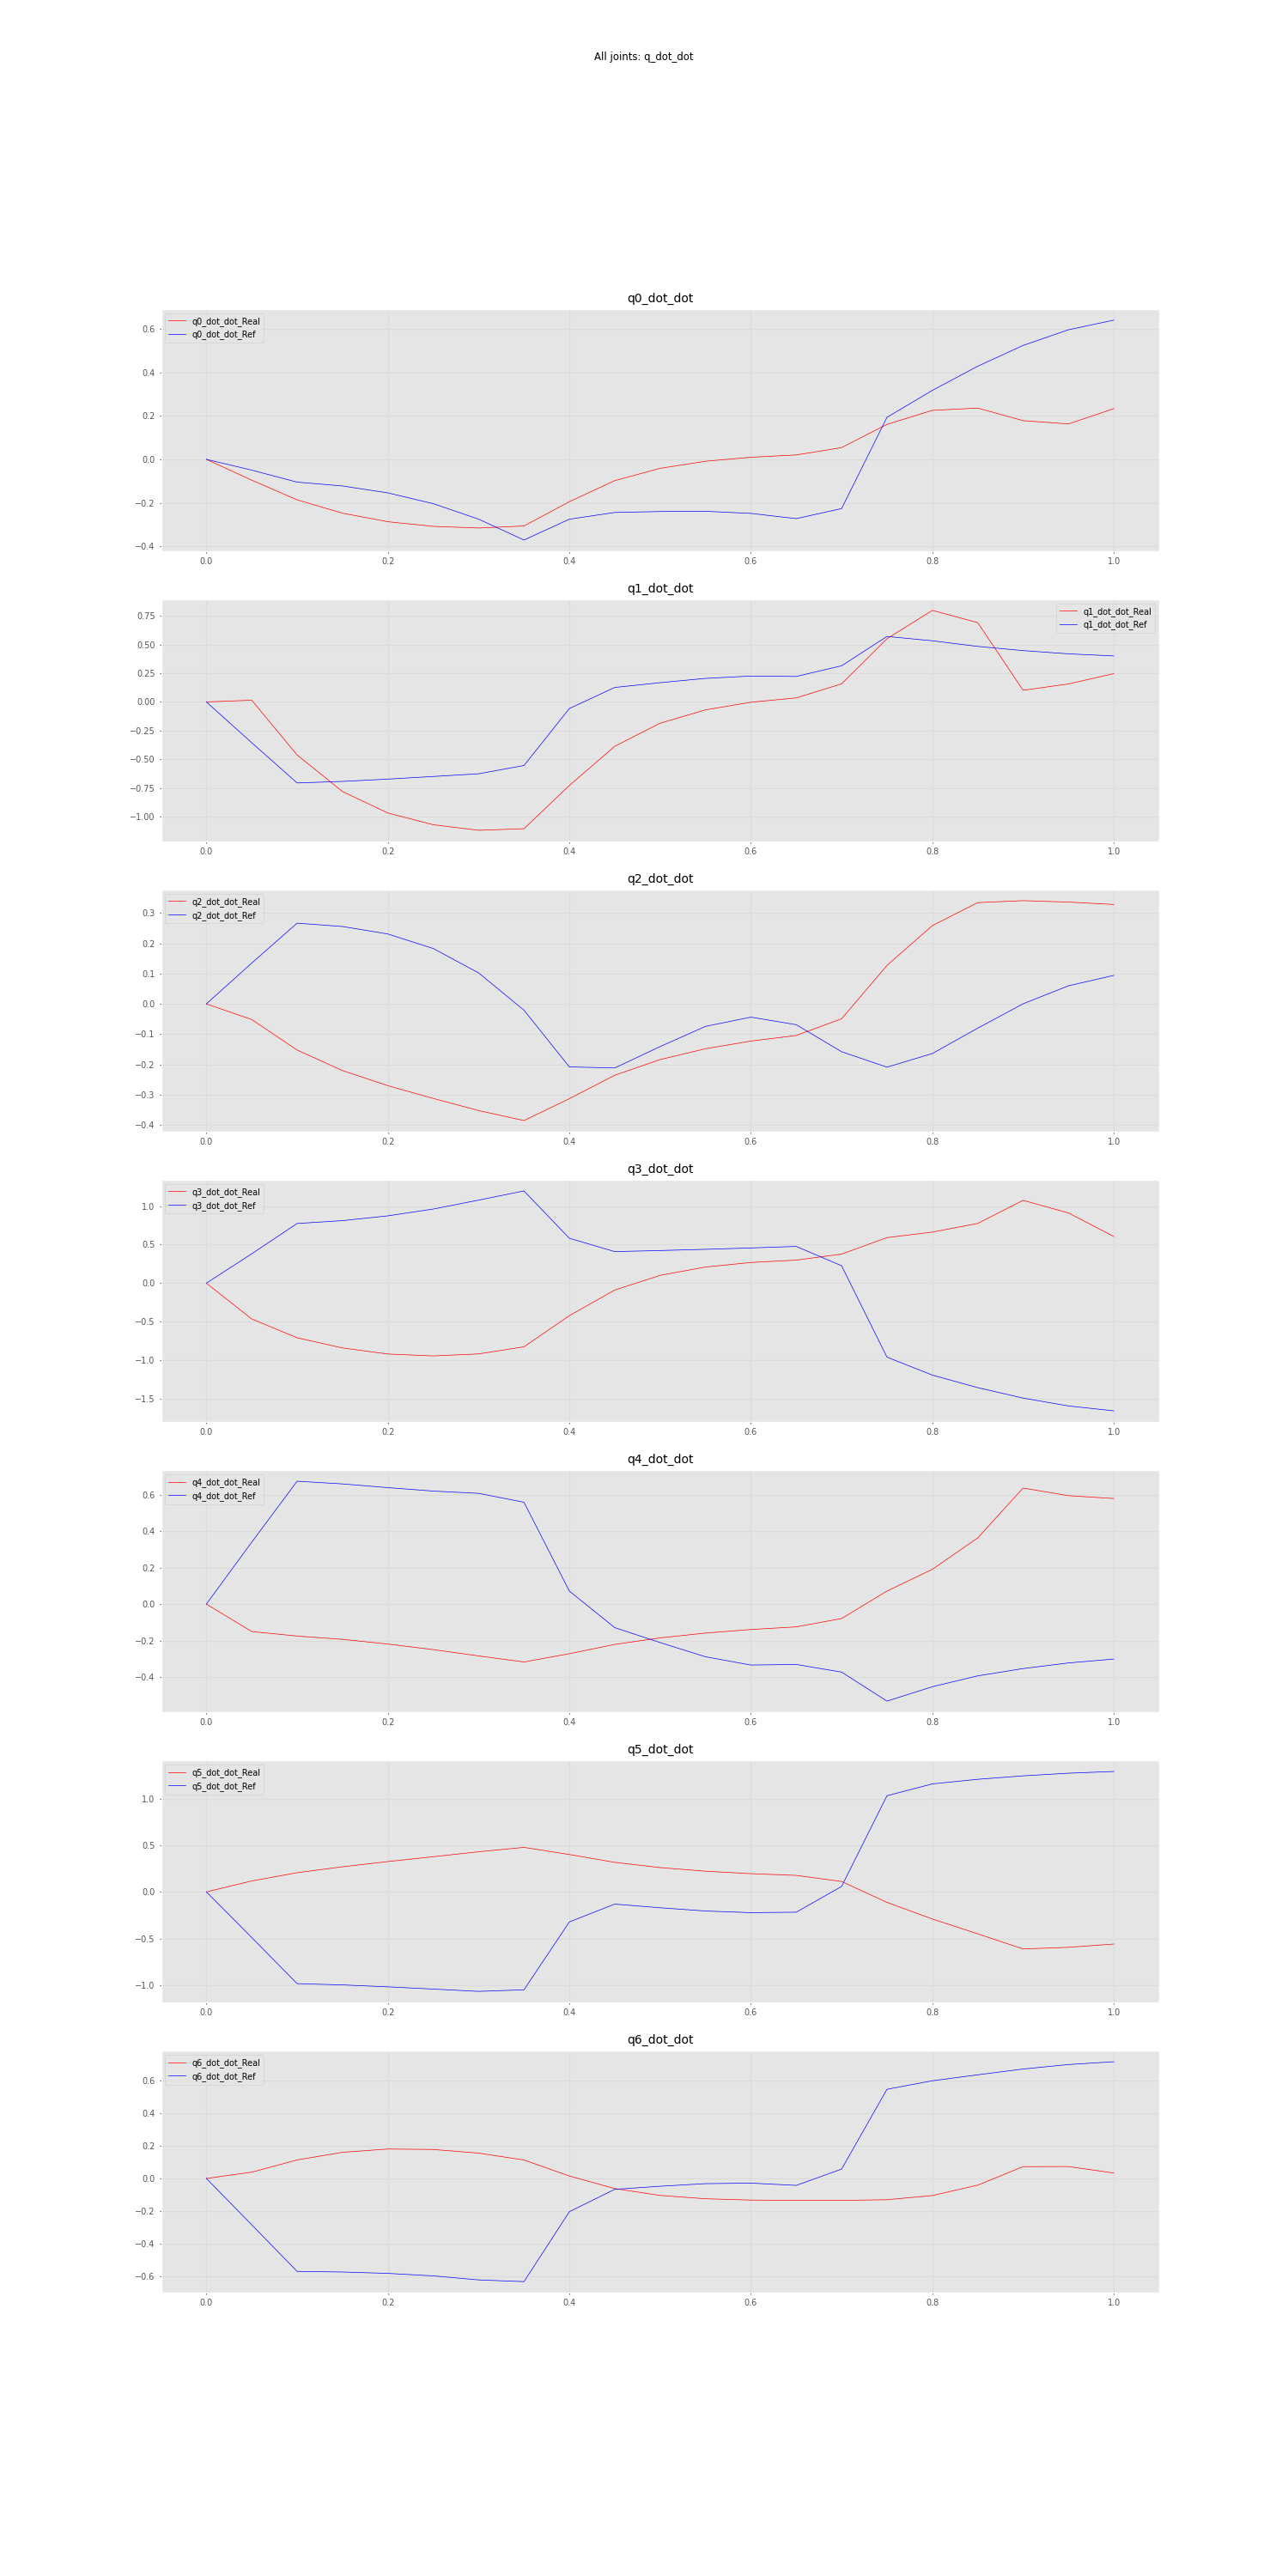 All joints: q_dot_dot
q0_dot_dot
q0_dot_dot_Real
q0_dot_dot_Ref
0.6
0.4
0.2
0.0
−0.2
−0.4
0.0 0.2 0.4 0.6 0.8 1.0
q1_dot_dot
q1_dot_dot_Real
q1_dot_dot_Ref
0.75
0.50
0.25
0.00
−0.25
−0.50
−0.75
−1.00
0.0 0.2 0.4 0.6 0.8 1.0
q2_dot_dot
q2_dot_dot_Real
q2_dot_dot_Ref
0.3
0.2
0.1
0.0
−0.1
−0.2
−0.3
−0.4
0.0 0.2 0.4 0.6 0.8 1.0
q3_dot_dot
q3_dot_dot_Real
q3_dot_dot_Ref
1.0
0.5
0.0
−0.5
−1.0
−1.5
0.0 0.2 0.4 0.6 0.8 1.0
q4_dot_dot
q4_dot_dot_Real
q4_dot_dot_Ref
0.6
0.4
0.2
0.0
−0.2
−0.4
0.0 0.2 0.4 0.6 0.8 1.0
q5_dot_dot
q5_dot_dot_Real
q5_dot_dot_Ref
1.0
0.5
0.0
−0.5
−1.0
0.0 0.2 0.4 0.6 0.8 1.0
q6_dot_dot
q6_dot_dot_Real
q6_dot_dot_Ref
0.6
0.4
0.2
0.0
−0.2
−0.4
−0.6
0.0 0.2 0.4 0.6 0.8 1.0